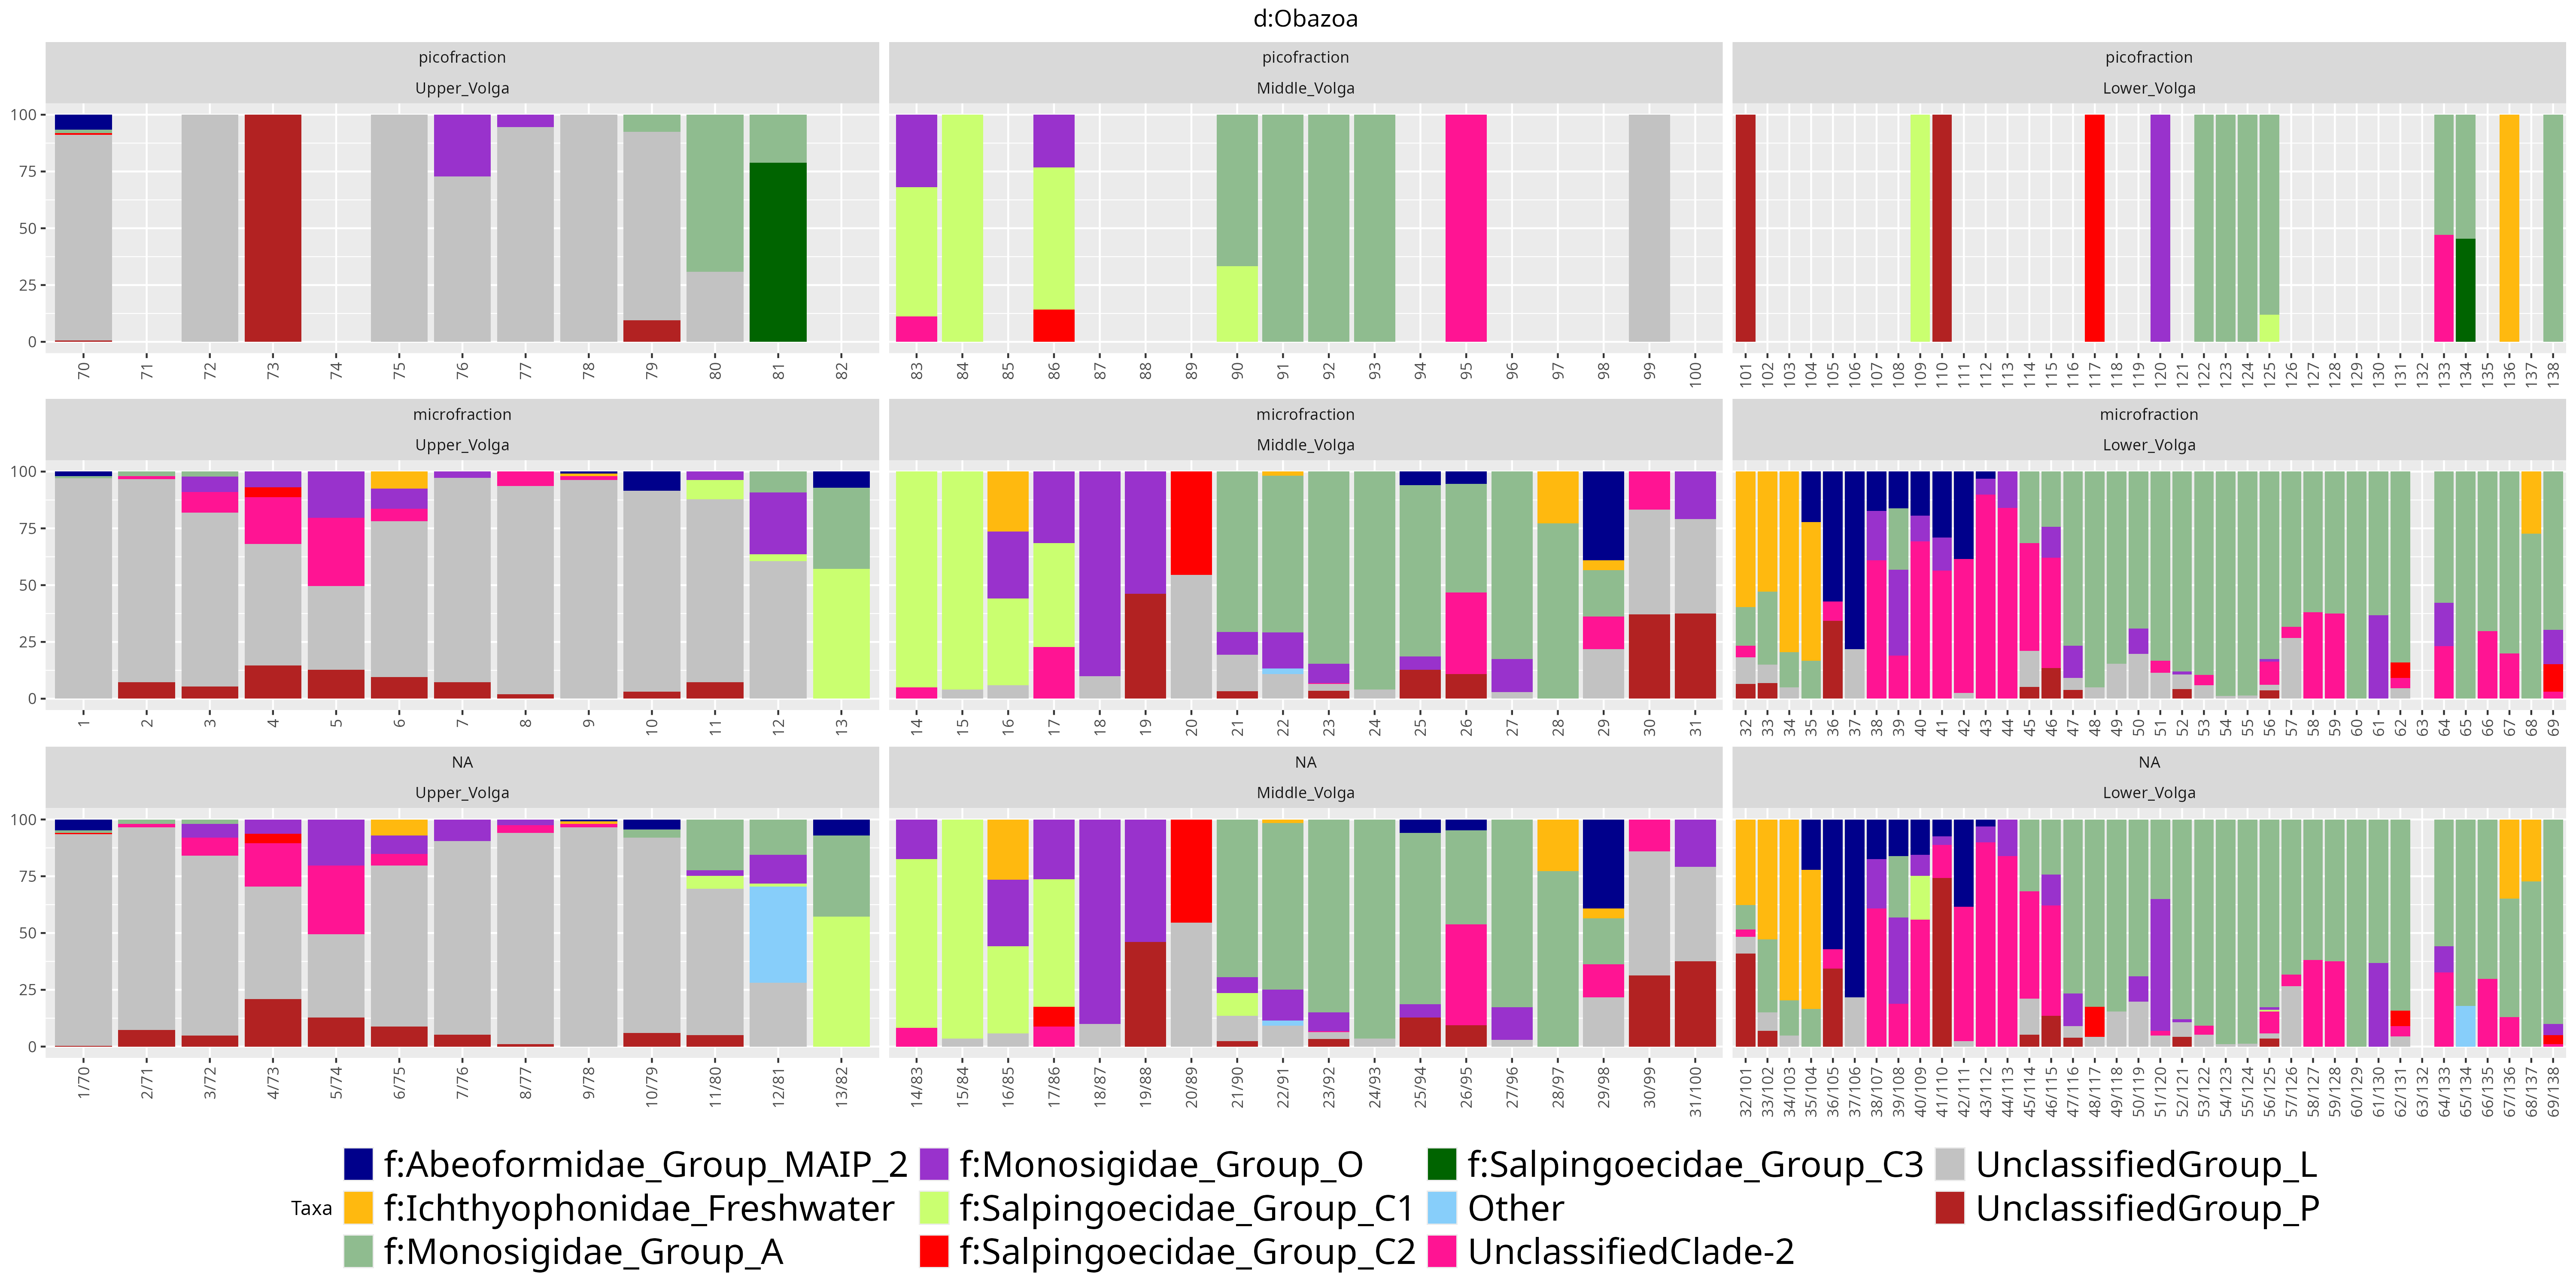 d:Obazoa
picofraction picofraction picofraction
Upper_Volga Middle_Volga Lower_Volga
100
75
50
25
0
70 71 72 73 74 75 76 77 78 79 80 81 82 83 84 85 86 87 88 89 90 91 92 93 94 95 96 97 98 99 100 101 102 103 104 105 106 107 108 109 110 111 112 113 114 115 116 117 118 119 120 121 122 123 124 125 126 127 128 129 130 131 132 133 134 135 136 137 138
microfraction microfraction microfraction
Upper_Volga Middle_Volga Lower_Volga
100
75
50
25
0
1 2 3 4 5 6 7 8 9 10 11 12 13 14 15 16 17 18 19 20 21 22 23 24 25 26 27 28 29 30 31 32 33 34 35 36 37 38 39 40 41 42 43 44 45 46 47 48 49 50 51 52 53 54 55 56 57 58 59 60 61 62 63 64 65 66 67 68 69
NA NA NA
Upper_Volga Middle_Volga Lower_Volga
100
75
50
25
0
1/70 2/71 3/72 4/73 5/74 6/75 7/76 8/77 9/78 10/79 11/80 12/81 13/82 14/83 15/84 16/85 17/86 18/87 19/88 20/89 21/90 22/91 23/92 24/93 25/94 26/95 27/96 28/97 29/98 30/99 31/100 32/101 33/102 34/103 35/104 36/105 37/106 38/107 39/108 40/109 41/110 42/111 43/112 44/113 45/114 46/115 47/116 48/117 49/118 50/119 51/120 52/121 53/122 54/123 55/124 56/125 57/126 58/127 59/128 60/129 61/130 62/131 63/132 64/133 65/134 66/135 67/136 68/137 69/138
f:Abeoformidae_Group_MAIP_2 f:Monosigidae_Group_O f:Salpingoecidae_Group_C3 UnclassifiedGroup_L
Taxa f:Ichthyophonidae_Freshwater f:Salpingoecidae_Group_C1 Other UnclassifiedGroup_P
f:Monosigidae_Group_A f:Salpingoecidae_Group_C2 UnclassifiedClade-2